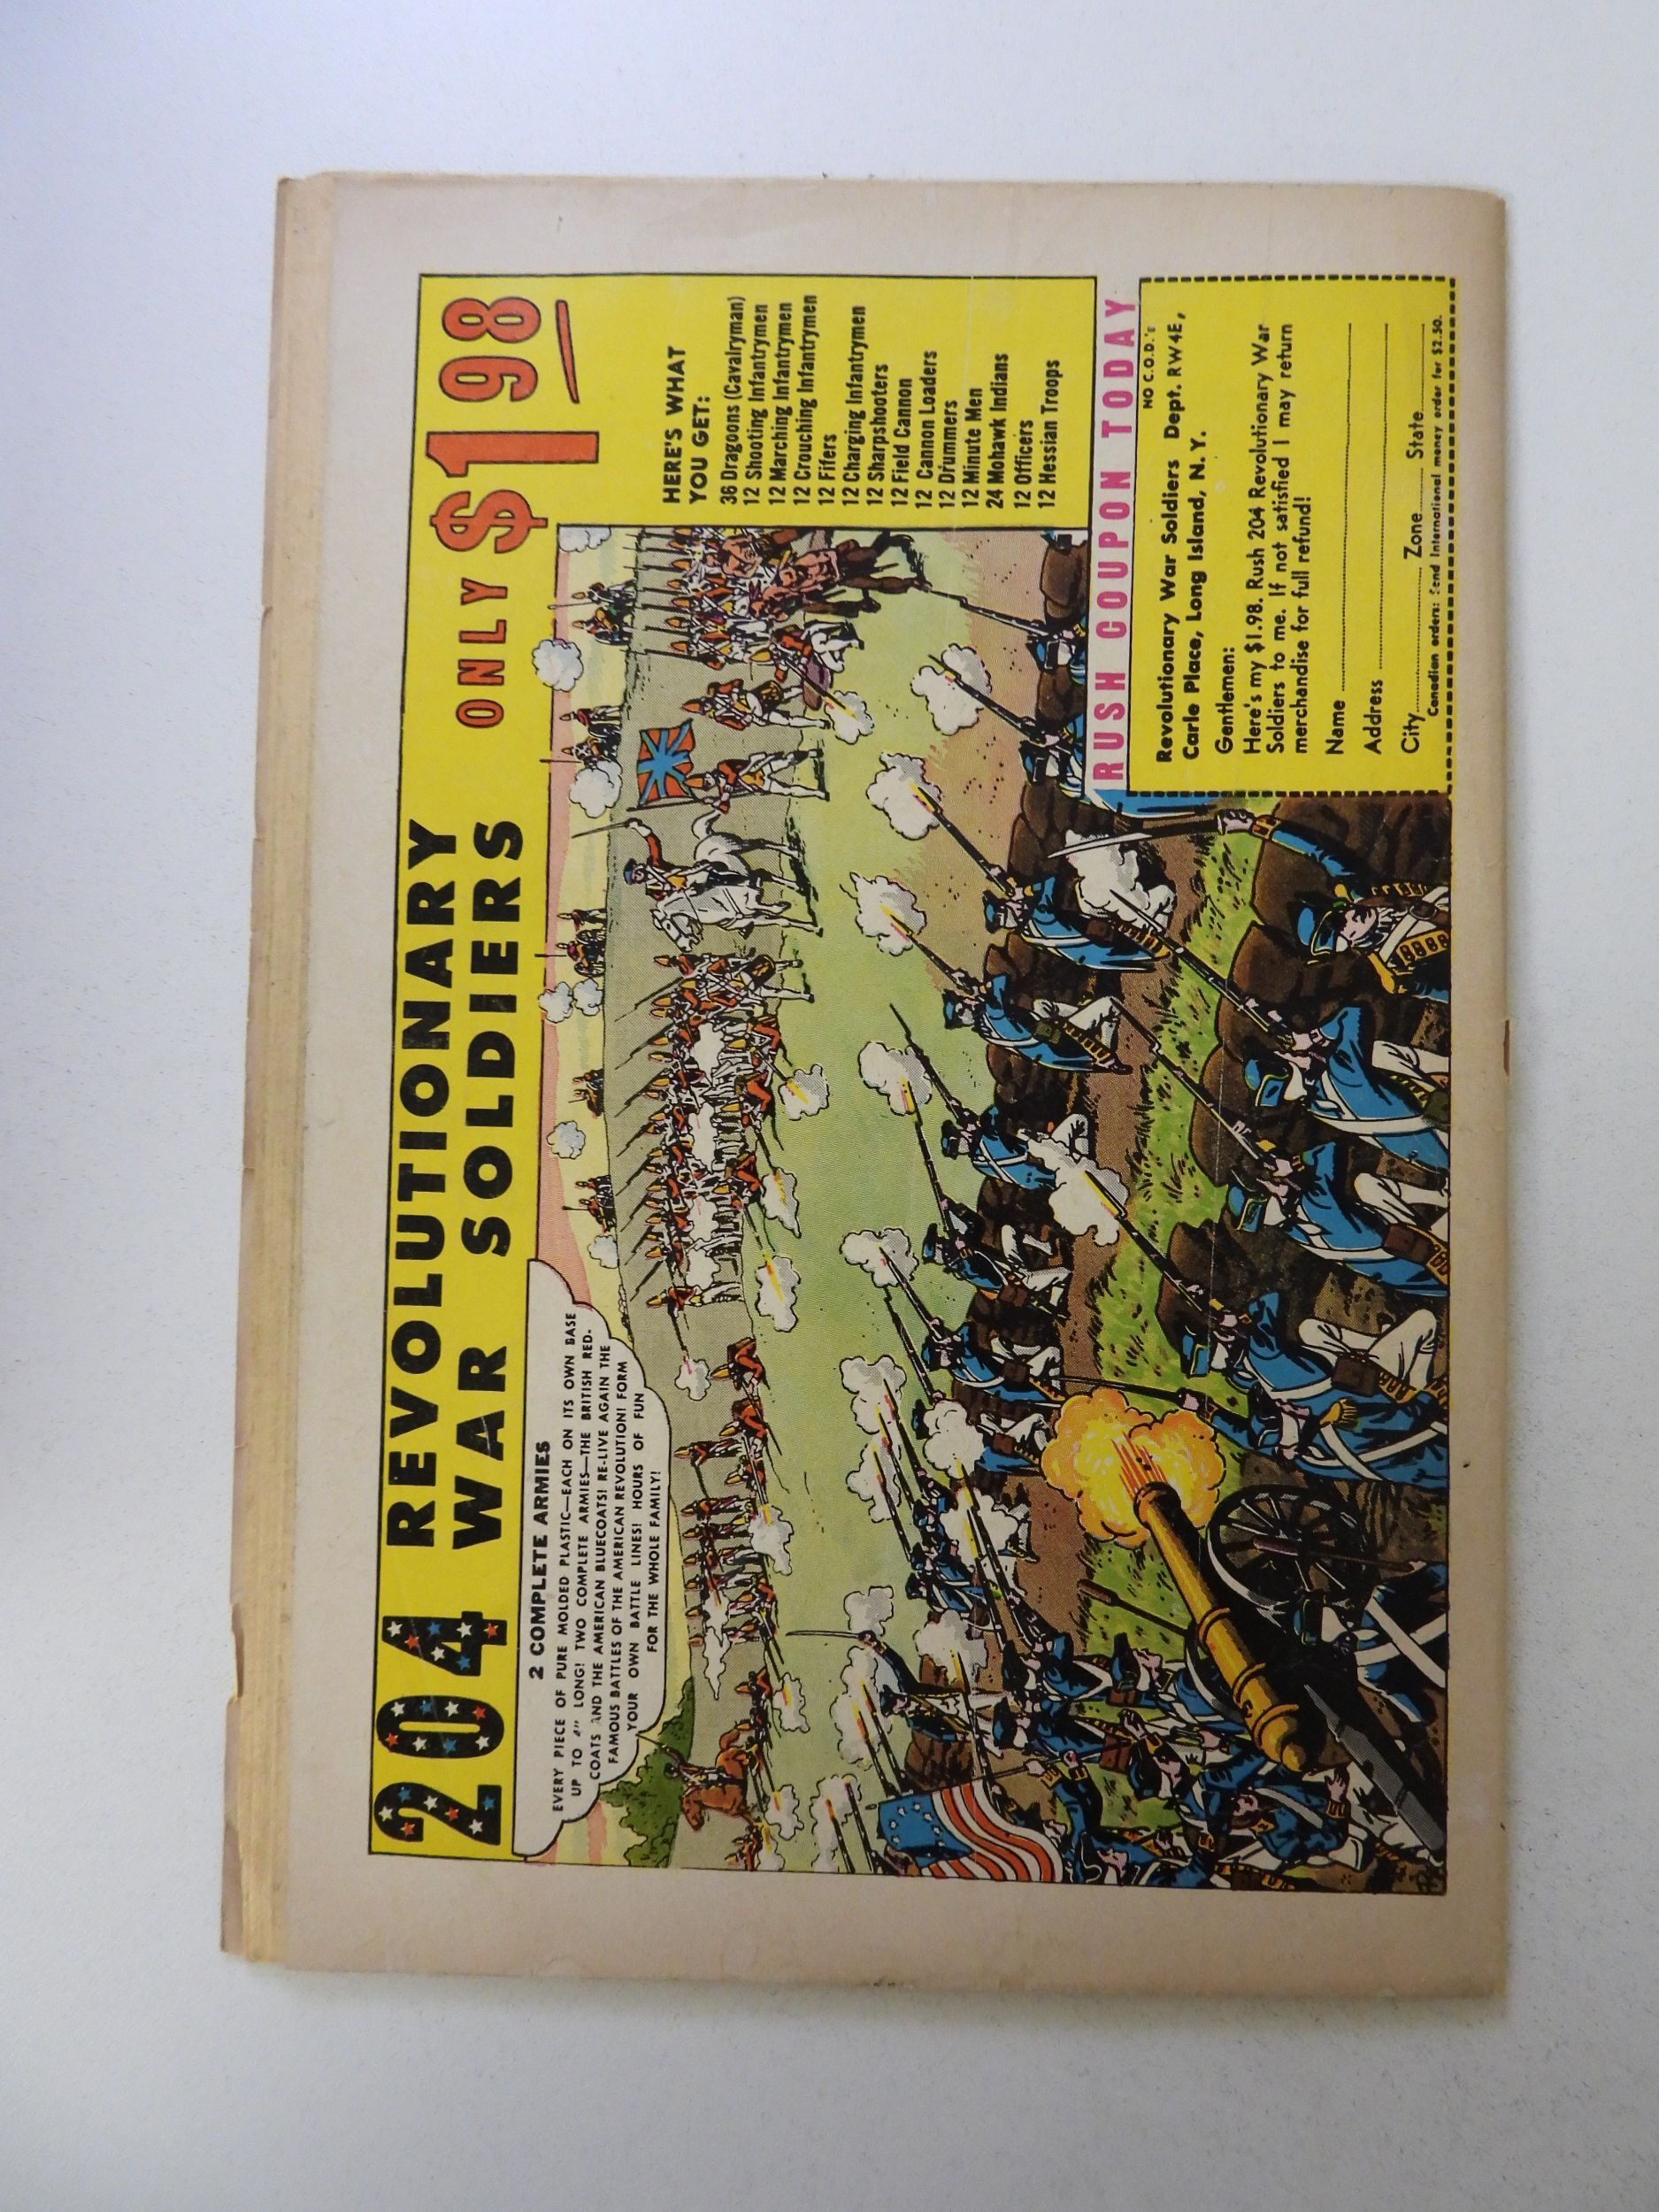 204 REVOLUTIONARY
WAR SOLDIERS ONLY $1.98
2 COMPLETE ARMIES
EVERY PIECE OF PURE MOLDED PLASTIC—EACH ON ITS OWN BASE
UP TO 4" LONG! TWO COMPLETE ARMIES—THE BRITISH RED-
COATS AND THE AMERICAN BLUECOATS! RE-LIVE AGAIN THE
FAMOUS BATTLES OF THE AMERICAN REVOLUTION! FORM
YOUR OWN BATTLE LINES! HOURS OF FUN
FOR THE WHOLE FAMILY!
HERE'S WHAT
YOU GET:
36 Dragoons (Cavalryman)
12 Shooting Infantrymen
12 Marching Infantrymen
12 Crouching Infantrymen
12 Fifers
12 Charging Infantrymen
12 Sharpshooters
12 Field Cannon
12 Cannon Loaders
12 Drummers
12 Minute Men
24 Mohawk Indians
12 Officers
12 Hessian Troops
RUSH COUPON TODAY
NO C.O.D.'s
Revolutionary War Soldiers Dept. RW4E,
Carle Place, Long Island, N. Y.
Gentlemen:
Here's my $1.98. Rush 204 Revolutionary War
Soldiers to me. If not satisfied I may return
merchandise for full refund!
Name
Address
City Zone State
Canadian orders: Send International money order for $2.50.